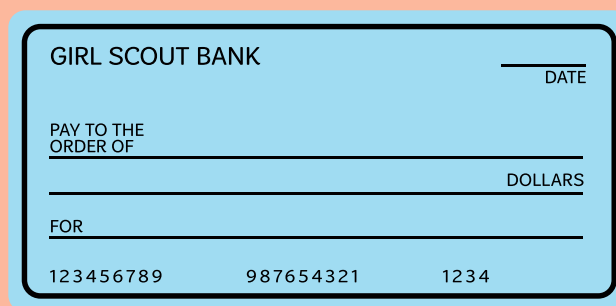 GIRL SCOUT BANK
DATE
PAY TO THE
ORDER OF
DOLLARS
FOR
123456789 987654321 1234